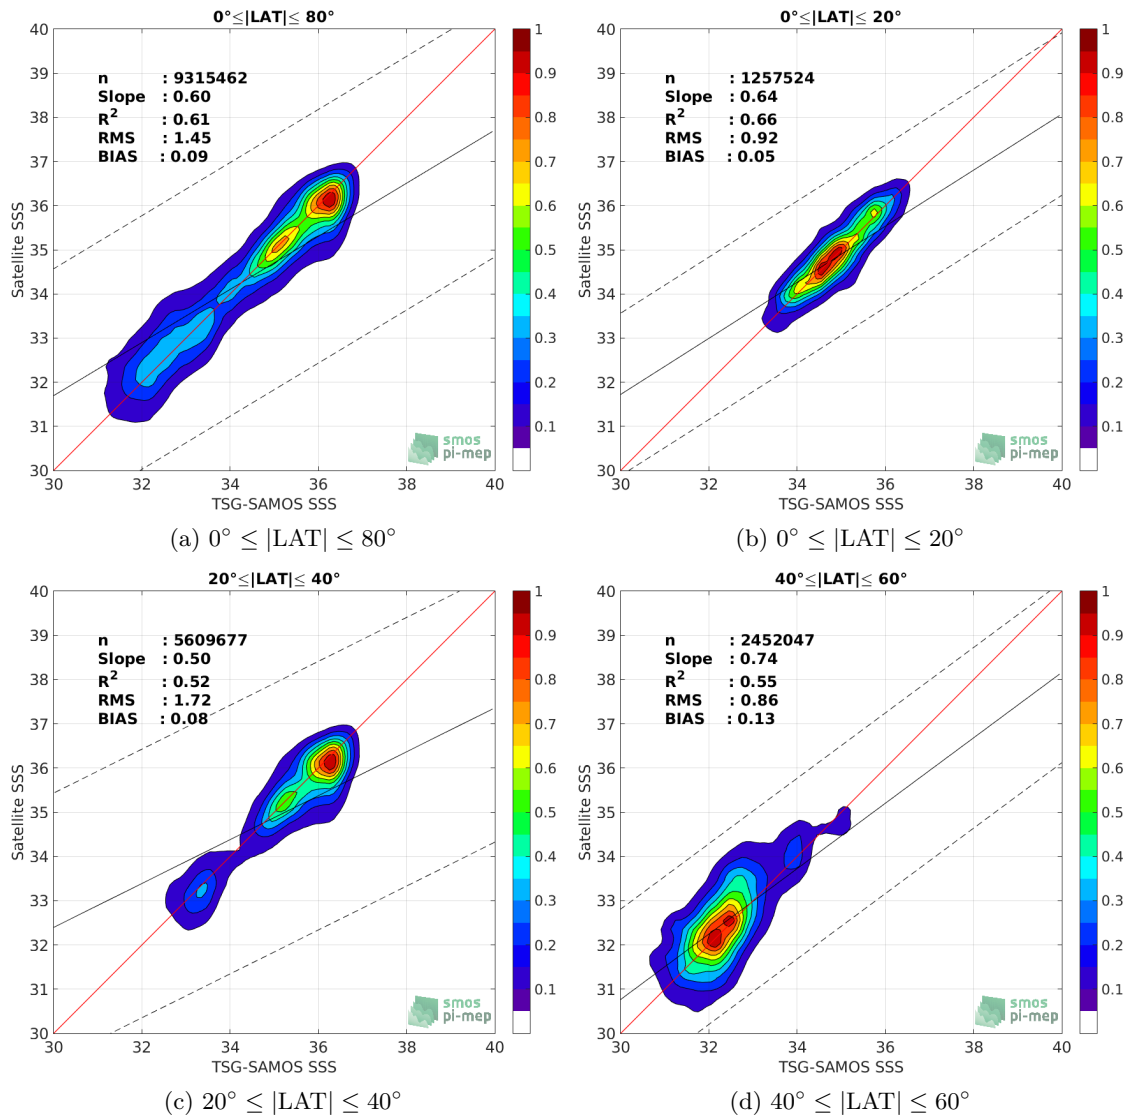 0°≤|LAT|≤ 80°
40
39
38
37
36
35
34
33
32
31
30
Satellite SSS
n : 9315462
Slope : 0.60
R² : 0.61
RMS : 1.45
BIAS : 0.09
smos
pi-mep
30 32 34 36 38 40
TSG-SAMOS SSS
1
0.9
0.8
0.7
0.6
0.5
0.4
0.3
0.2
0.1
(a) 0° ≤ |LAT| ≤ 80°
0°≤|LAT|≤ 20°
40
39
38
37
36
35
34
33
32
31
30
Satellite SSS
n : 1257524
Slope : 0.64
R² : 0.66
RMS : 0.92
BIAS : 0.05
smos
pi-mep
30 32 34 36 38 40
TSG-SAMOS SSS
1
0.9
0.8
0.7
0.6
0.5
0.4
0.3
0.2
0.1
(b) 0° ≤ |LAT| ≤ 20°
20°≤|LAT|≤ 40°
40
39
38
37
36
35
34
33
32
31
30
Satellite SSS
n : 5609677
Slope : 0.50
R² : 0.52
RMS : 1.72
BIAS : 0.08
smos
pi-mep
30 32 34 36 38 40
TSG-SAMOS SSS
1
0.9
0.8
0.7
0.6
0.5
0.4
0.3
0.2
0.1
(c) 20° ≤ |LAT| ≤ 40°
40°≤|LAT|≤ 60°
40
39
38
37
36
35
34
33
32
31
30
Satellite SSS
n : 2452047
Slope : 0.74
R² : 0.55
RMS : 0.86
BIAS : 0.13
smos
pi-mep
30 32 34 36 38 40
TSG-SAMOS SSS
1
0.9
0.8
0.7
0.6
0.5
0.4
0.3
0.2
0.1
(d) 40° ≤ |LAT| ≤ 60°